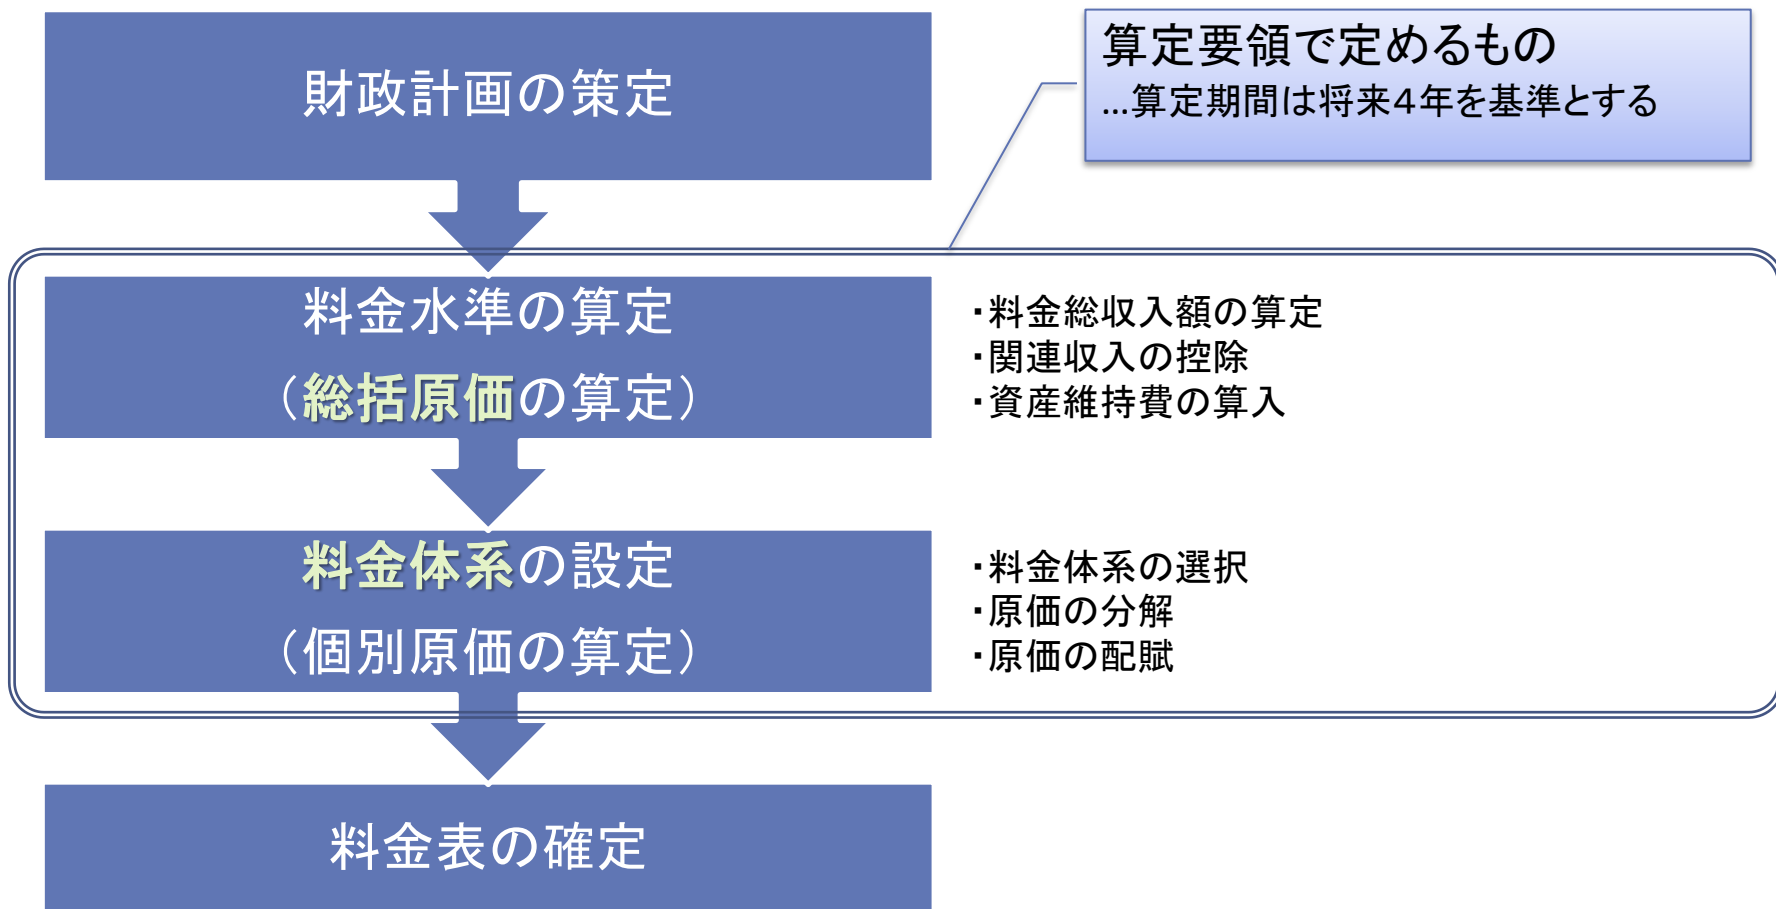 財政計画の策定
算定要領で定めるもの
…算定期間は将来4年を基準とする
料金水準の算定
（総括原価の算定）
・料金総収入額の算定
・関連収入の控除
・資産維持費の算入
料金体系の設定
（個別原価の算定）
・料金体系の選択
・原価の分解
・原価の配賦
料金表の確定